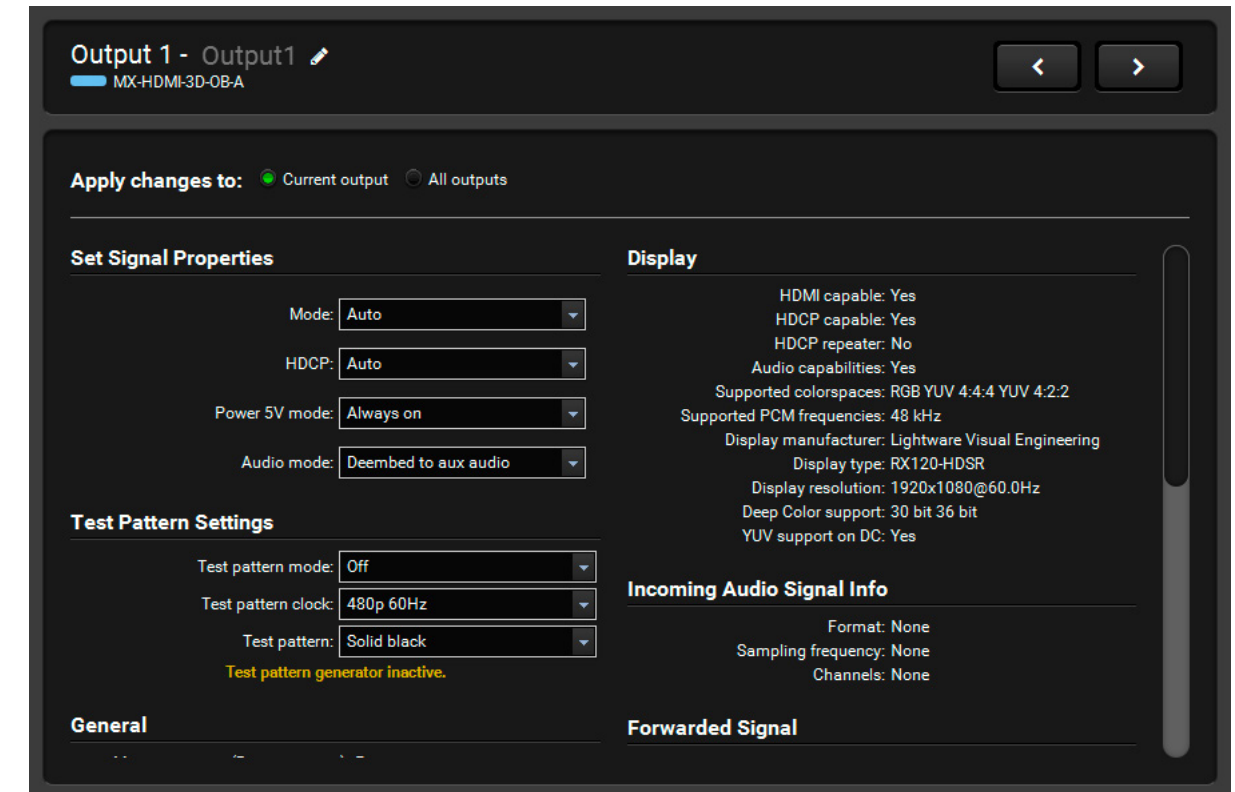 Output 1 - Output1
MX-HDMI-3D-OB-A
Apply changes to: Current output All outputs
Set Signal Properties
Mode: Auto
HDCP: Auto
Power 5V mode: Always on
Audio mode: Deembed to aux audio
Test Pattern Settings
Test pattern mode: Off
Test pattern clock: 480p 60Hz
Test pattern: Solid black
Test pattern generator inactive.
General
Display
HDMI capable: Yes
HDCP capable: Yes
HDCP repeater: No
Audio capabilities: Yes
Supported colorspaces: RGB YUV 4:4:4 YUV 4:2:2
Supported PCM frequencies: 48 kHz
Display manufacturer: Lightware Visual Engineering
Display type: RX120-HDSR
Display resolution: 1920x1080@60.0Hz
Deep Color support: 30 bit 36 bit
YUV support on DC: Yes
Incoming Audio Signal Info
Format: None
Sampling frequency: None
Channels: None
Forwarded Signal